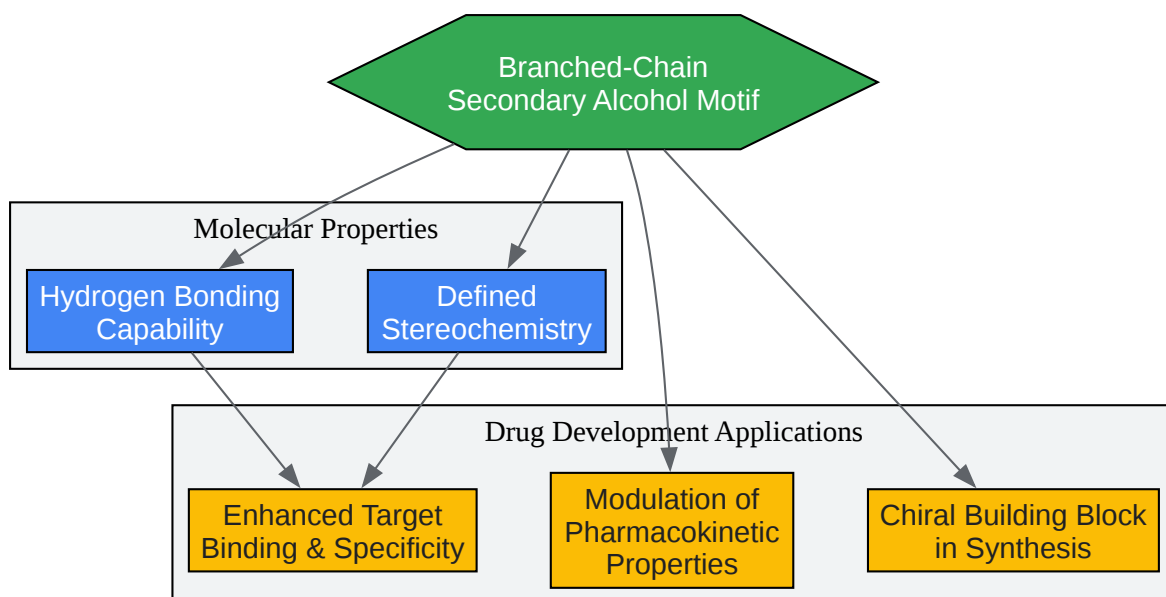 Branched-Chain
Secondary Alcohol Motif
Molecular Properties
Hydrogen Bonding
Capability
Defined
Stereochemistry
Drug Development Applications
Enhanced Target
Binding & Specificity
Modulation of
Pharmacokinetic
Properties
Chiral Building Block
in Synthesis